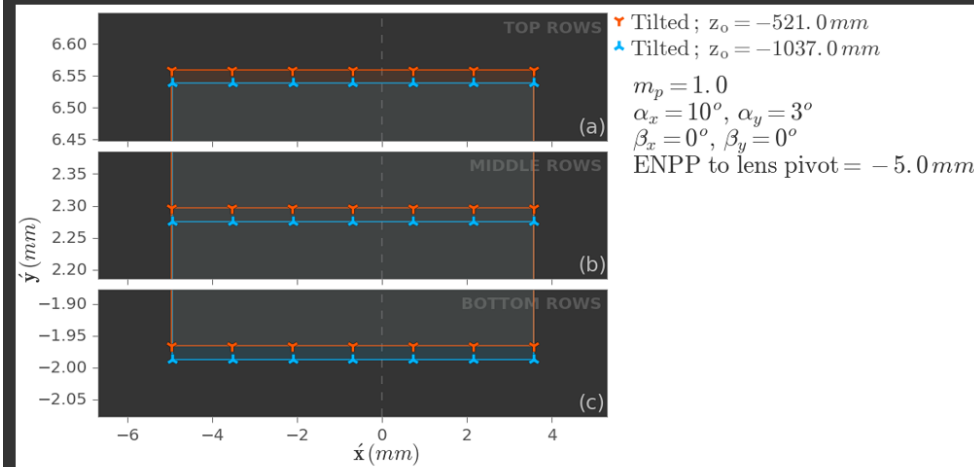 TOP ROWS
6.60
6.55
6.50
6.45
(a)
MIDDLE ROWS
2.35
2.30
2.25
2.20
(b)
BOTTOM ROWS
−1.90
−1.95
−2.00
−2.05
(c)
ý (mm)
−6 −4 −2 0 2 4
x́ (mm)
Tilted ; zₒ = −521.0 mm
Tilted ; zₒ = −1037.0 mm
mₚ = 1.0
αₓ = 10°, αᵧ = 3°
βₓ = 0°, βᵧ = 0°
ENPP to lens pivot = −5.0 mm